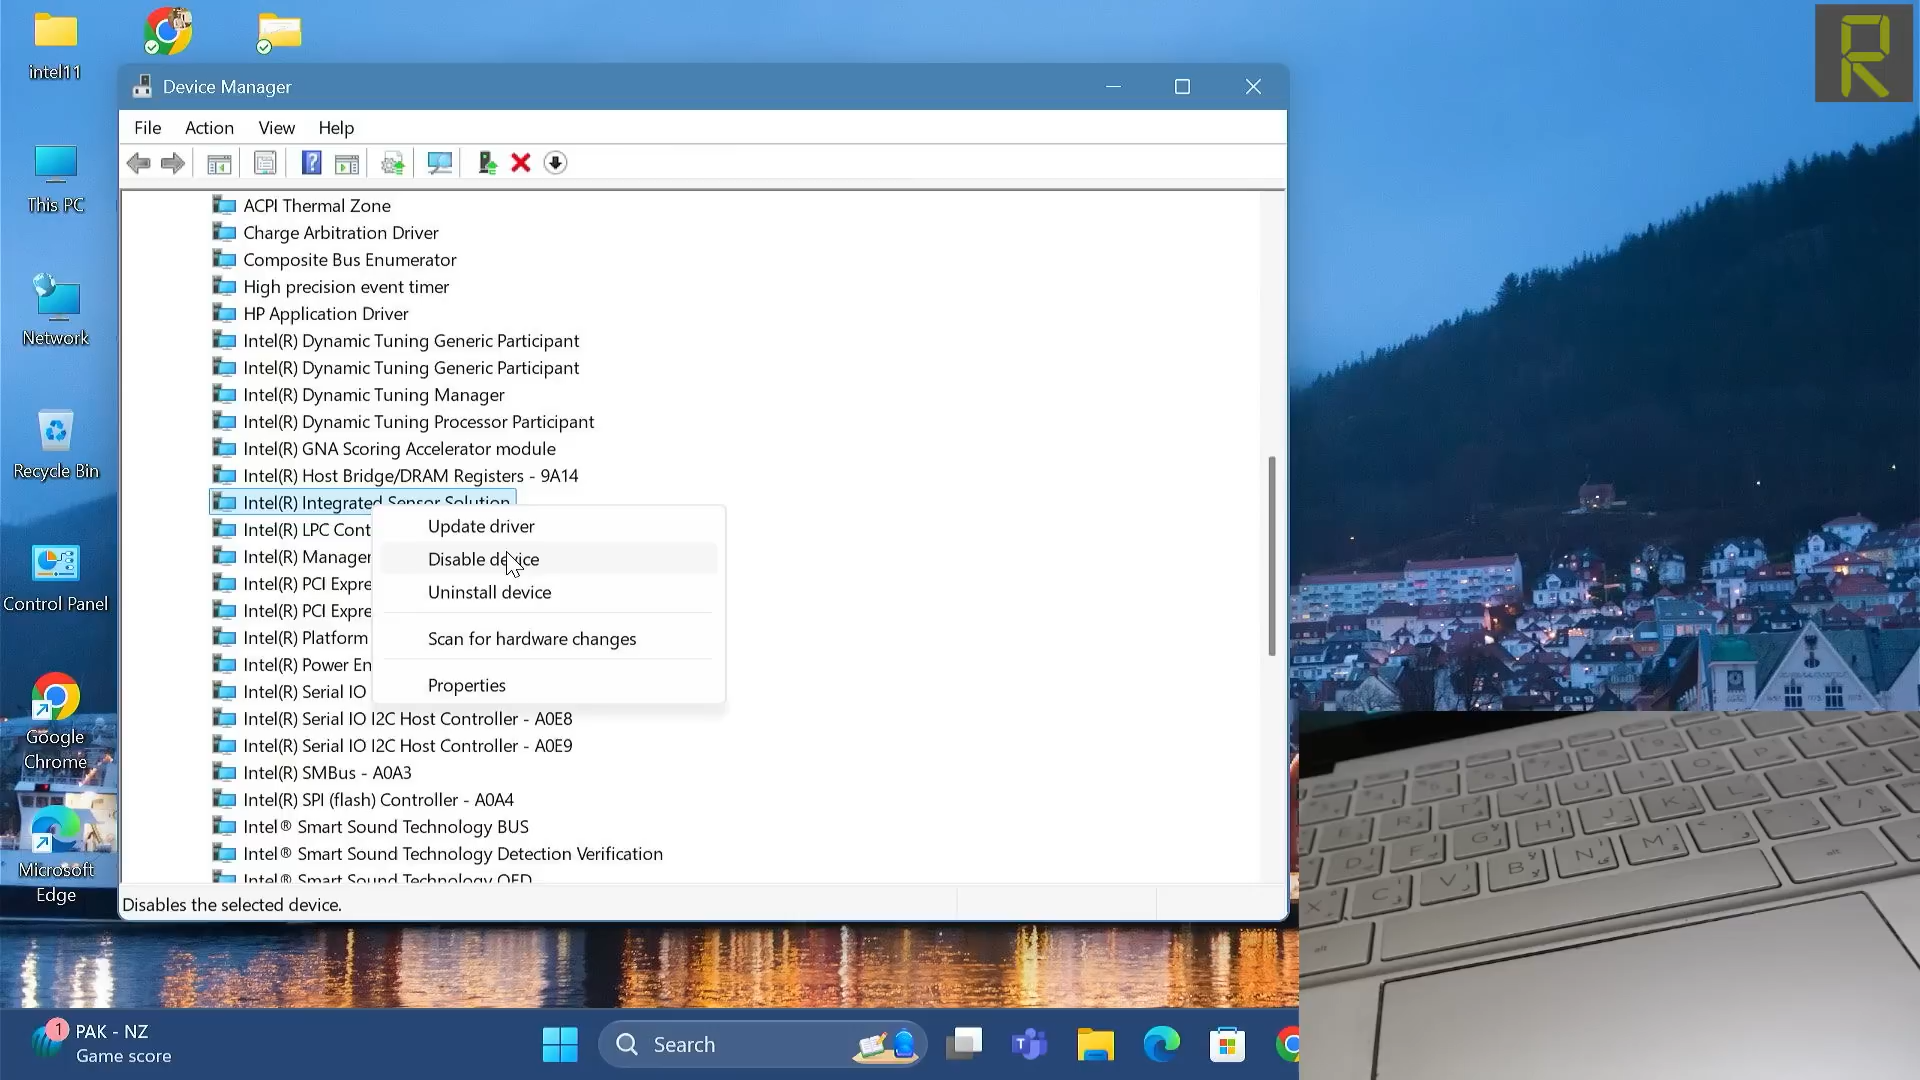 intel11
This PC
Network
Recycle Bin
Control Panel
Google
Chrome
Microsoft
Edge
Device Manager
File Action View Help
ACPI Thermal Zone
Charge Arbitration Driver
Composite Bus Enumerator
High precision event timer
HP Application Driver
Intel(R) Dynamic Tuning Generic Participant
Intel(R) Dynamic Tuning Generic Participant
Intel(R) Dynamic Tuning Manager
Intel(R) Dynamic Tuning Processor Participant
Intel(R) GNA Scoring Accelerator module
Intel(R) Host Bridge/DRAM Registers - 9A14
Intel(R) Integrated Sensor Solution
Intel(R) LPC Cont
Intel(R) Manager
Intel(R) PCI Expre
Intel(R) PCI Expre
Intel(R) Platform
Intel(R) Power En
Intel(R) Serial IO
Intel(R) Serial IO I2C Host Controller - A0E8
Intel(R) Serial IO I2C Host Controller - A0E9
Intel(R) SMBus - A0A3
Intel(R) SPI (flash) Controller - A0A4
Intel® Smart Sound Technology BUS
Intel® Smart Sound Technology Detection Verification
Intel® Smart Sound Technology OED
Update driver
Disable device
Uninstall device
Scan for hardware changes
Properties
Disables the selected device.
1
PAK - NZ
Game score
Search
R